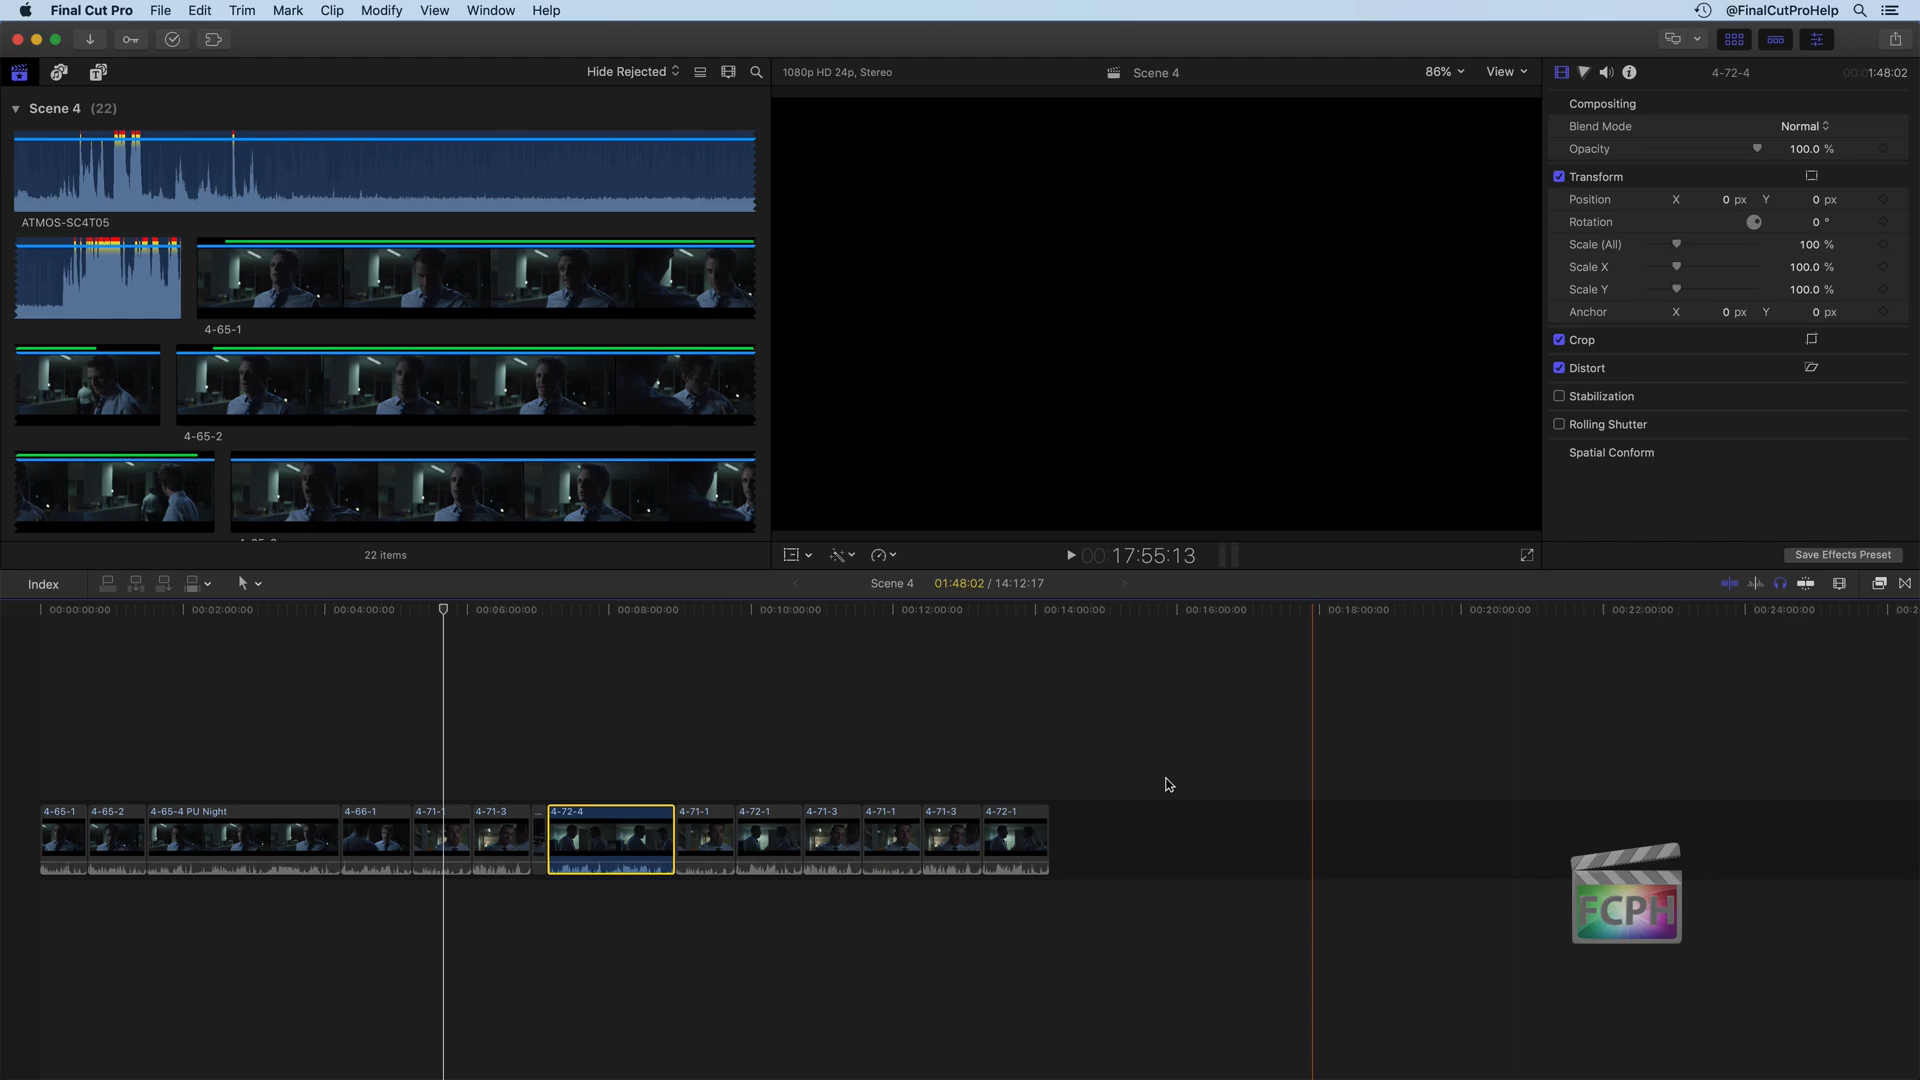 Final Cut Pro File Edit Trim Mark Clip Modify View Window Help @FinalCutProHelp
Hide Rejected 1080p HD 24p, Stereo Scene 4 86% View 4-72-4 00:01:48:02
Scene 4 (22)
ATMOS-SC4T05
4-65-1
4-65-2
22 items
Compositing
Blend Mode Normal
Opacity 100.0 %
Transform
Position X 0 px Y 0 px
Rotation 0 °
Scale (All) 100 %
Scale X 100.0 %
Scale Y 100.0 %
Anchor X 0 px Y 0 px
Crop
Distort
Stabilization
Rolling Shutter
Spatial Conform
00:17:55:13
Save Effects Preset
Index Scene 4 01:48:02 / 14:12:17
00:00:00:00 00:02:00:00 00:04:00:00 00:06:00:00 00:08:00:00 00:10:00:00 00:12:00:00 00:14:00:00 00:16:00:00 00:18:00:00 00:20:00:00 00:22:00:00 00:24:00:00
4-65-1 4-65-2 4-65-4 PU Night 4-66-1 4-71-1 4-71-3 ... 4-72-4 4-71-1 4-72-1 4-71-3 4-71-1 4-71-3 4-72-1
FCPH